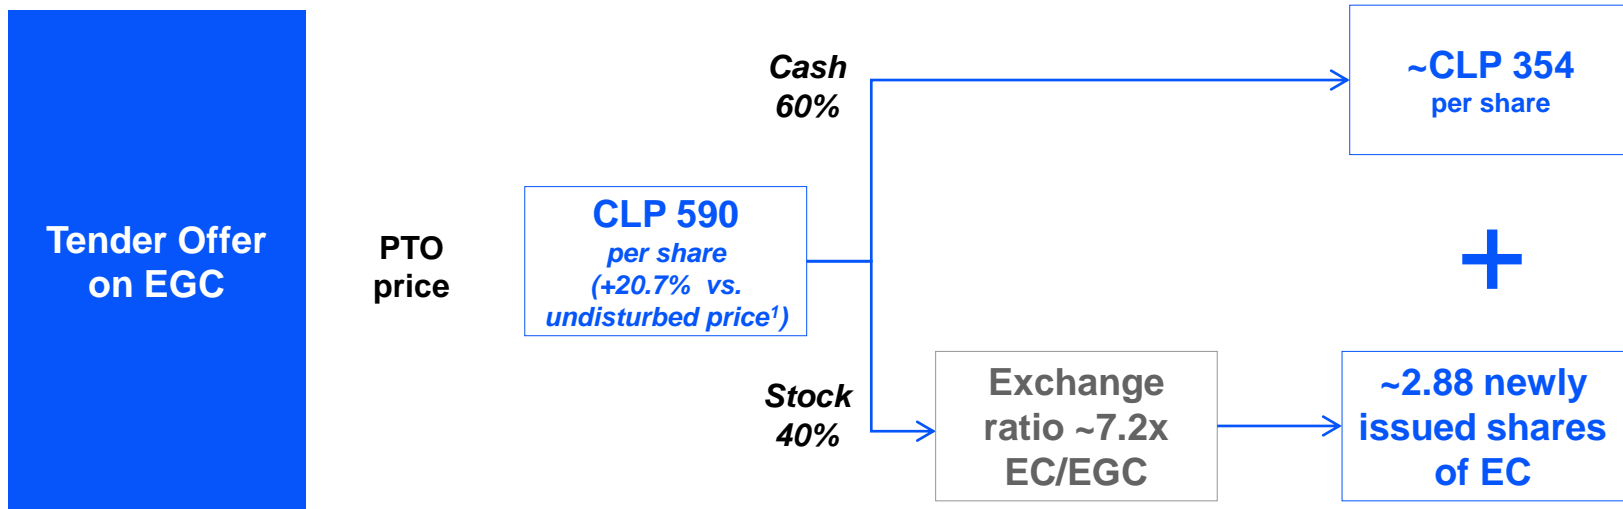 Tender Offer
on EGC
PTO
price
CLP 590
per share
(+20.7% vs.
undisturbed price¹)
Cash
60%
~CLP 354
per share
+
Stock
40%
Exchange
ratio ~7.2x
EC/EGC
~2.88 newly
issued shares
of EC